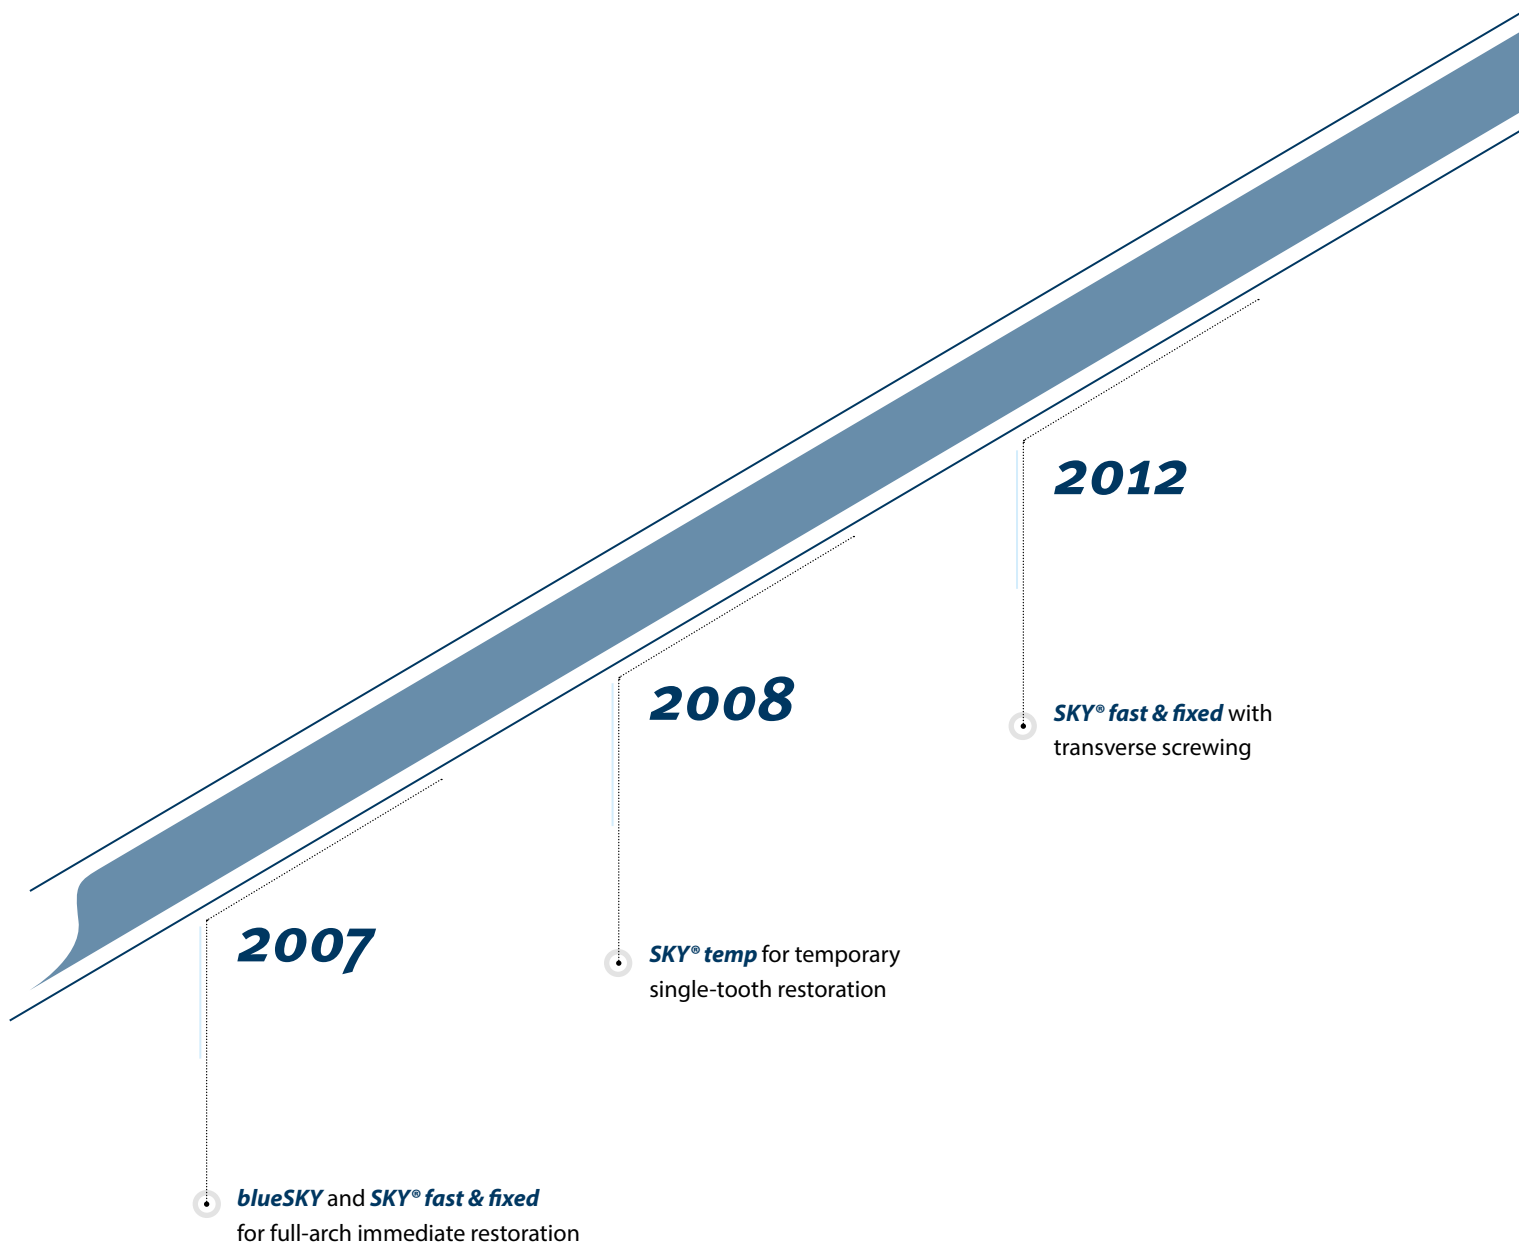 2012
SKY® fast & fixed with
transverse screwing
2008
SKY® temp for temporary
single-tooth restoration
2007
blueSKY and SKY® fast & fixed
for full-arch immediate restoration